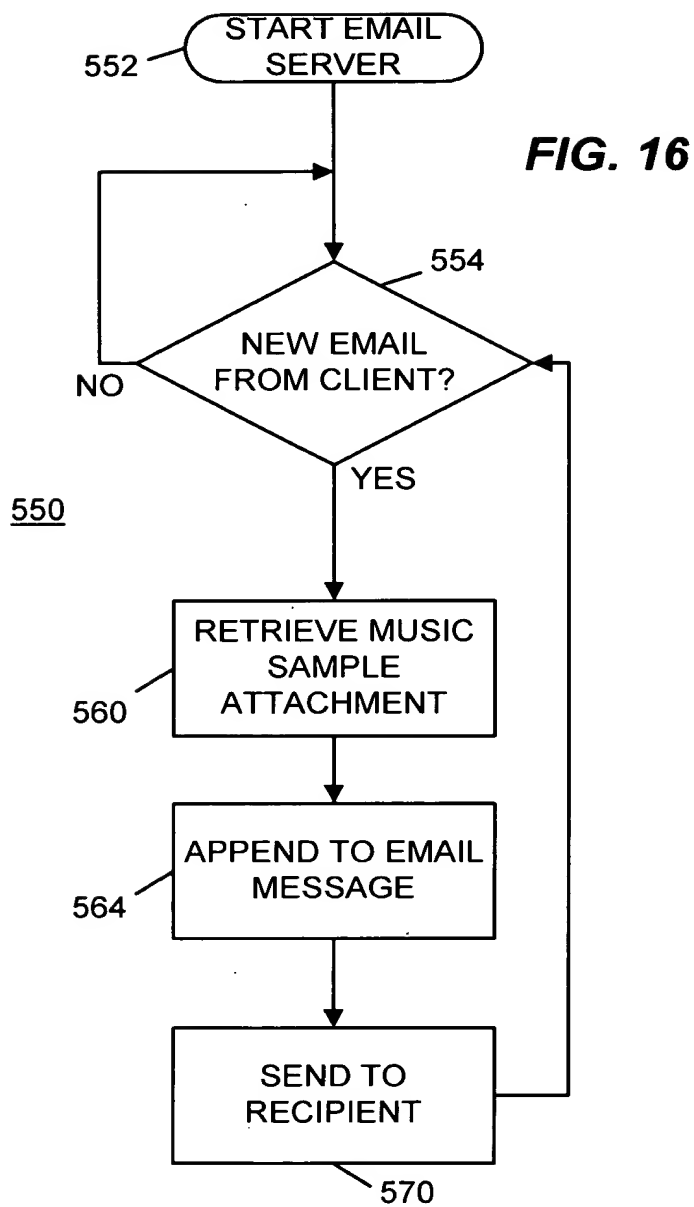 START EMAIL
SERVER
552
FIG. 16
554
NEW EMAIL
FROM CLIENT?
NO
YES
550
RETRIEVE MUSIC
SAMPLE
ATTACHMENT
560
APPEND TO EMAIL
MESSAGE
564
SEND TO
RECIPIENT
570